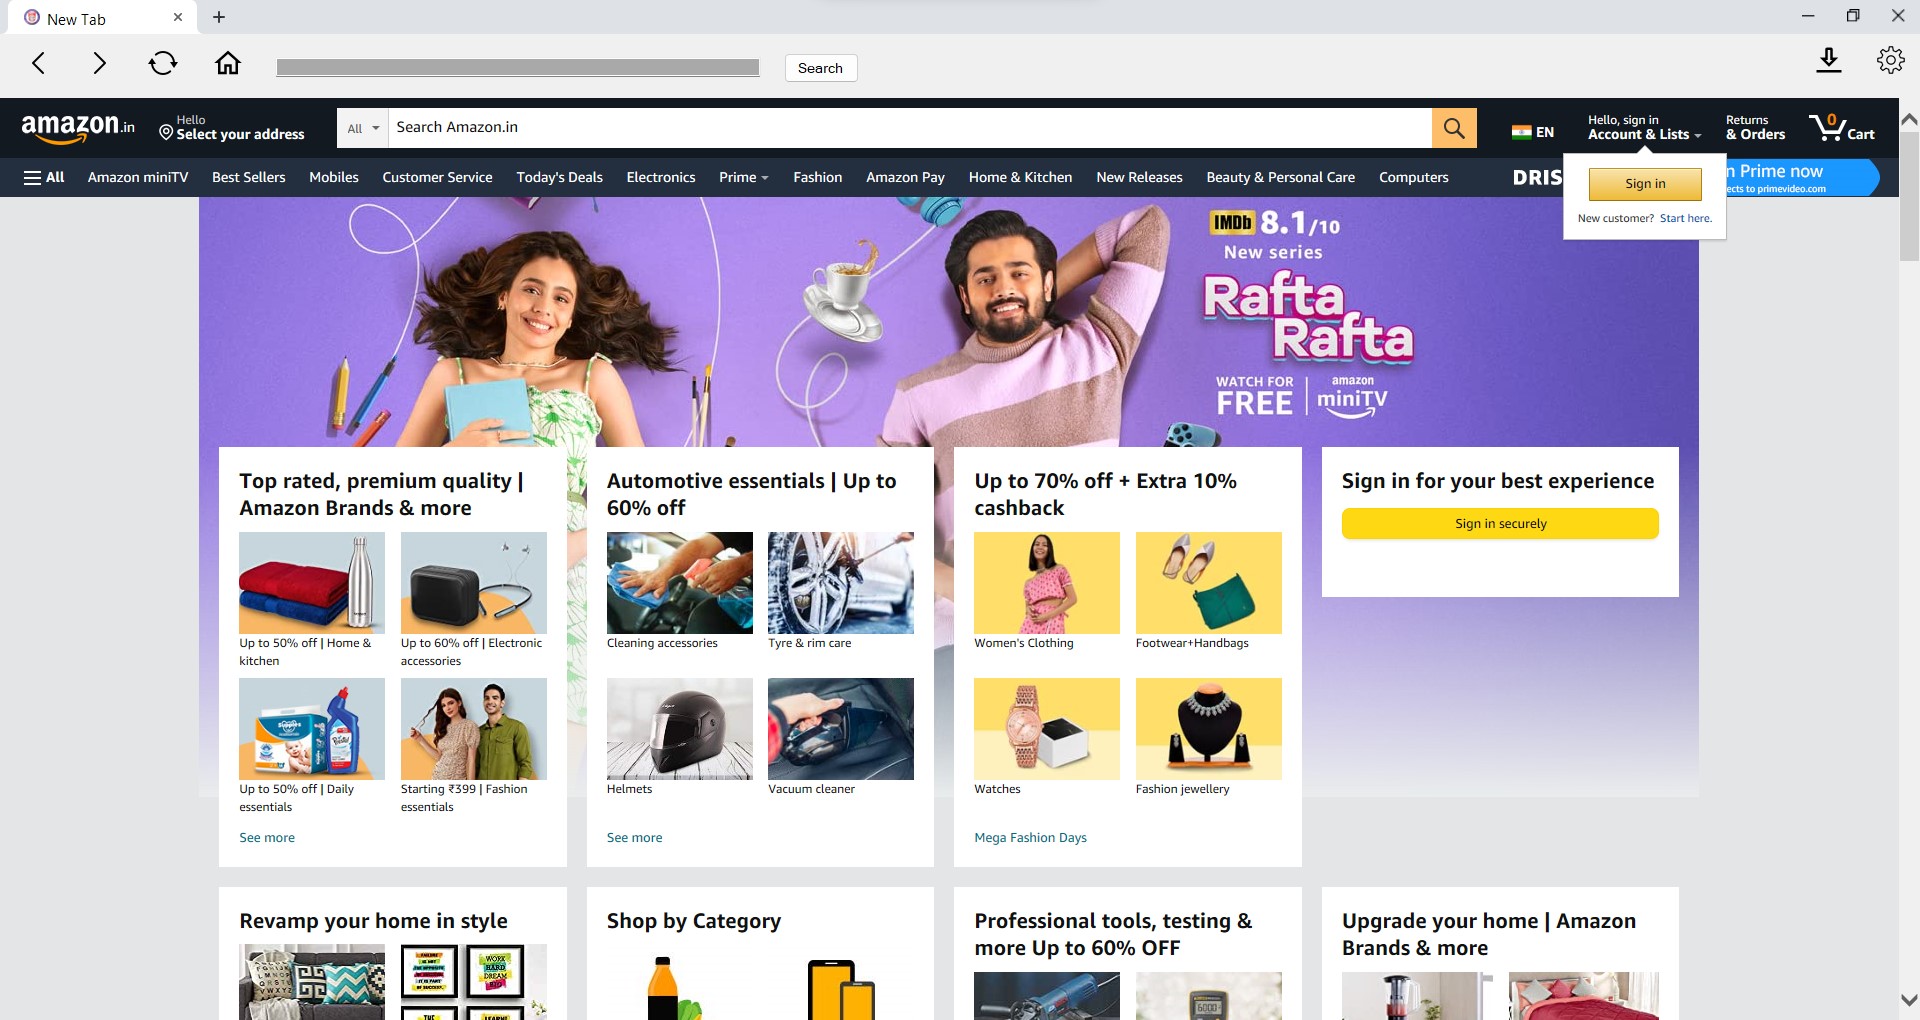 New Tab
Search
amazon.in
Hello
Select your address
All
Search Amazon.in
EN
Hello, sign in
Account & Lists
Returns
& Orders
0
Cart
All
Amazon miniTV
Best Sellers
Mobiles
Customer Service
Today's Deals
Electronics
Prime
Fashion
Amazon Pay
Home & Kitchen
New Releases
Beauty & Personal Care
Computers
DRIS
n Prime now
ects to primevideo.com
Sign in
New customer? Start here.
IMDb 8.1/10
New series
Rafta
Rafta
WATCH FOR
FREE
amazon
miniTV
Top rated, premium quality |
Amazon Brands & more
Up to 50% off | Home &
kitchen
Up to 60% off | Electronic
accessories
Up to 50% off | Daily
essentials
Starting ₹399 | Fashion
essentials
See more
Automotive essentials | Up to
60% off
Cleaning accessories
Tyre & rim care
Helmets
Vacuum cleaner
See more
Up to 70% off + Extra 10%
cashback
Women's Clothing
Footwear+Handbags
Watches
Fashion jewellery
Mega Fashion Days
Sign in for your best experience
Sign in securely
Revamp your home in style
WORK
HARD
DREAM
BIG
Shop by Category
Professional tools, testing &
more Up to 60% OFF
Upgrade your home | Amazon
Brands & more